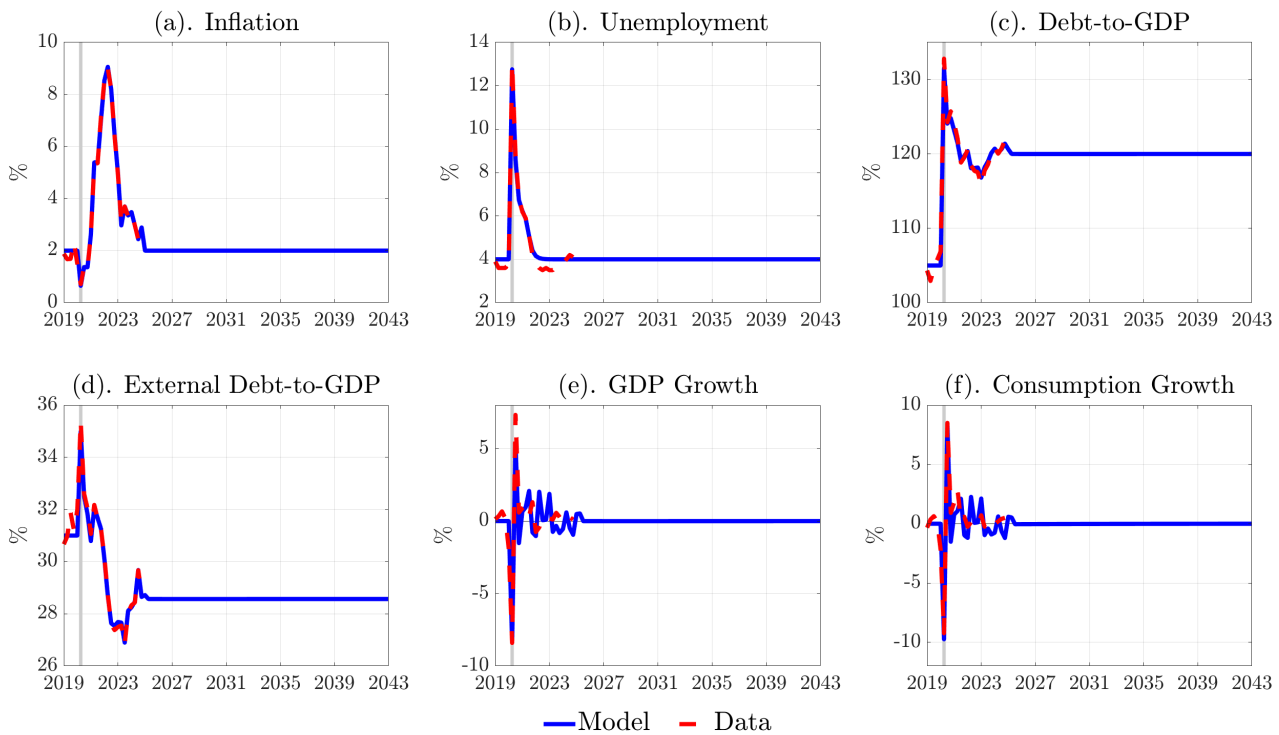 (a). Inflation
(b). Unemployment
(c). Debt-to-GDP
10
8
6
4
2
0
%
2019 2023 2027 2031 2035 2039 2043
14
12
10
8
6
4
2
%
2019 2023 2027 2031 2035 2039 2043
130
120
110
100
%
2019 2023 2027 2031 2035 2039 2043
(d). External Debt-to-GDP
(e). GDP Growth
(f). Consumption Growth
36
34
32
30
28
26
%
2019 2023 2027 2031 2035 2039 2043
5
0
-5
-10
%
2019 2023 2027 2031 2035 2039 2043
10
5
0
-5
-10
%
2019 2023 2027 2031 2035 2039 2043
Model Data